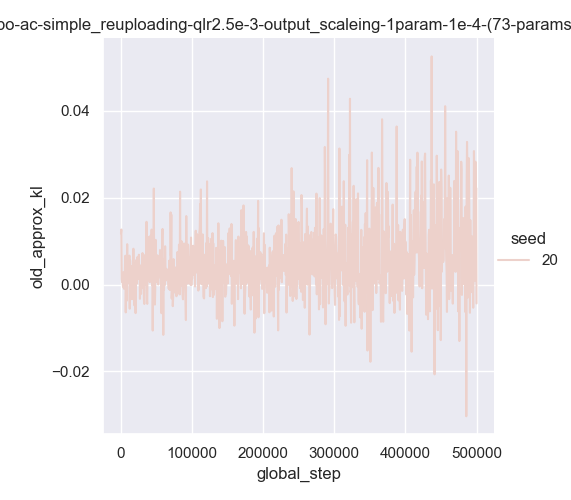 oo-ac-simple_reuploading-qlr2.5e-3-output_scaleing-1param-1e-4-(73-params
0.04
0.02
0.00
−0.02
old_approx_kl
0
100000
200000
300000
400000
500000
global_step
seed
20